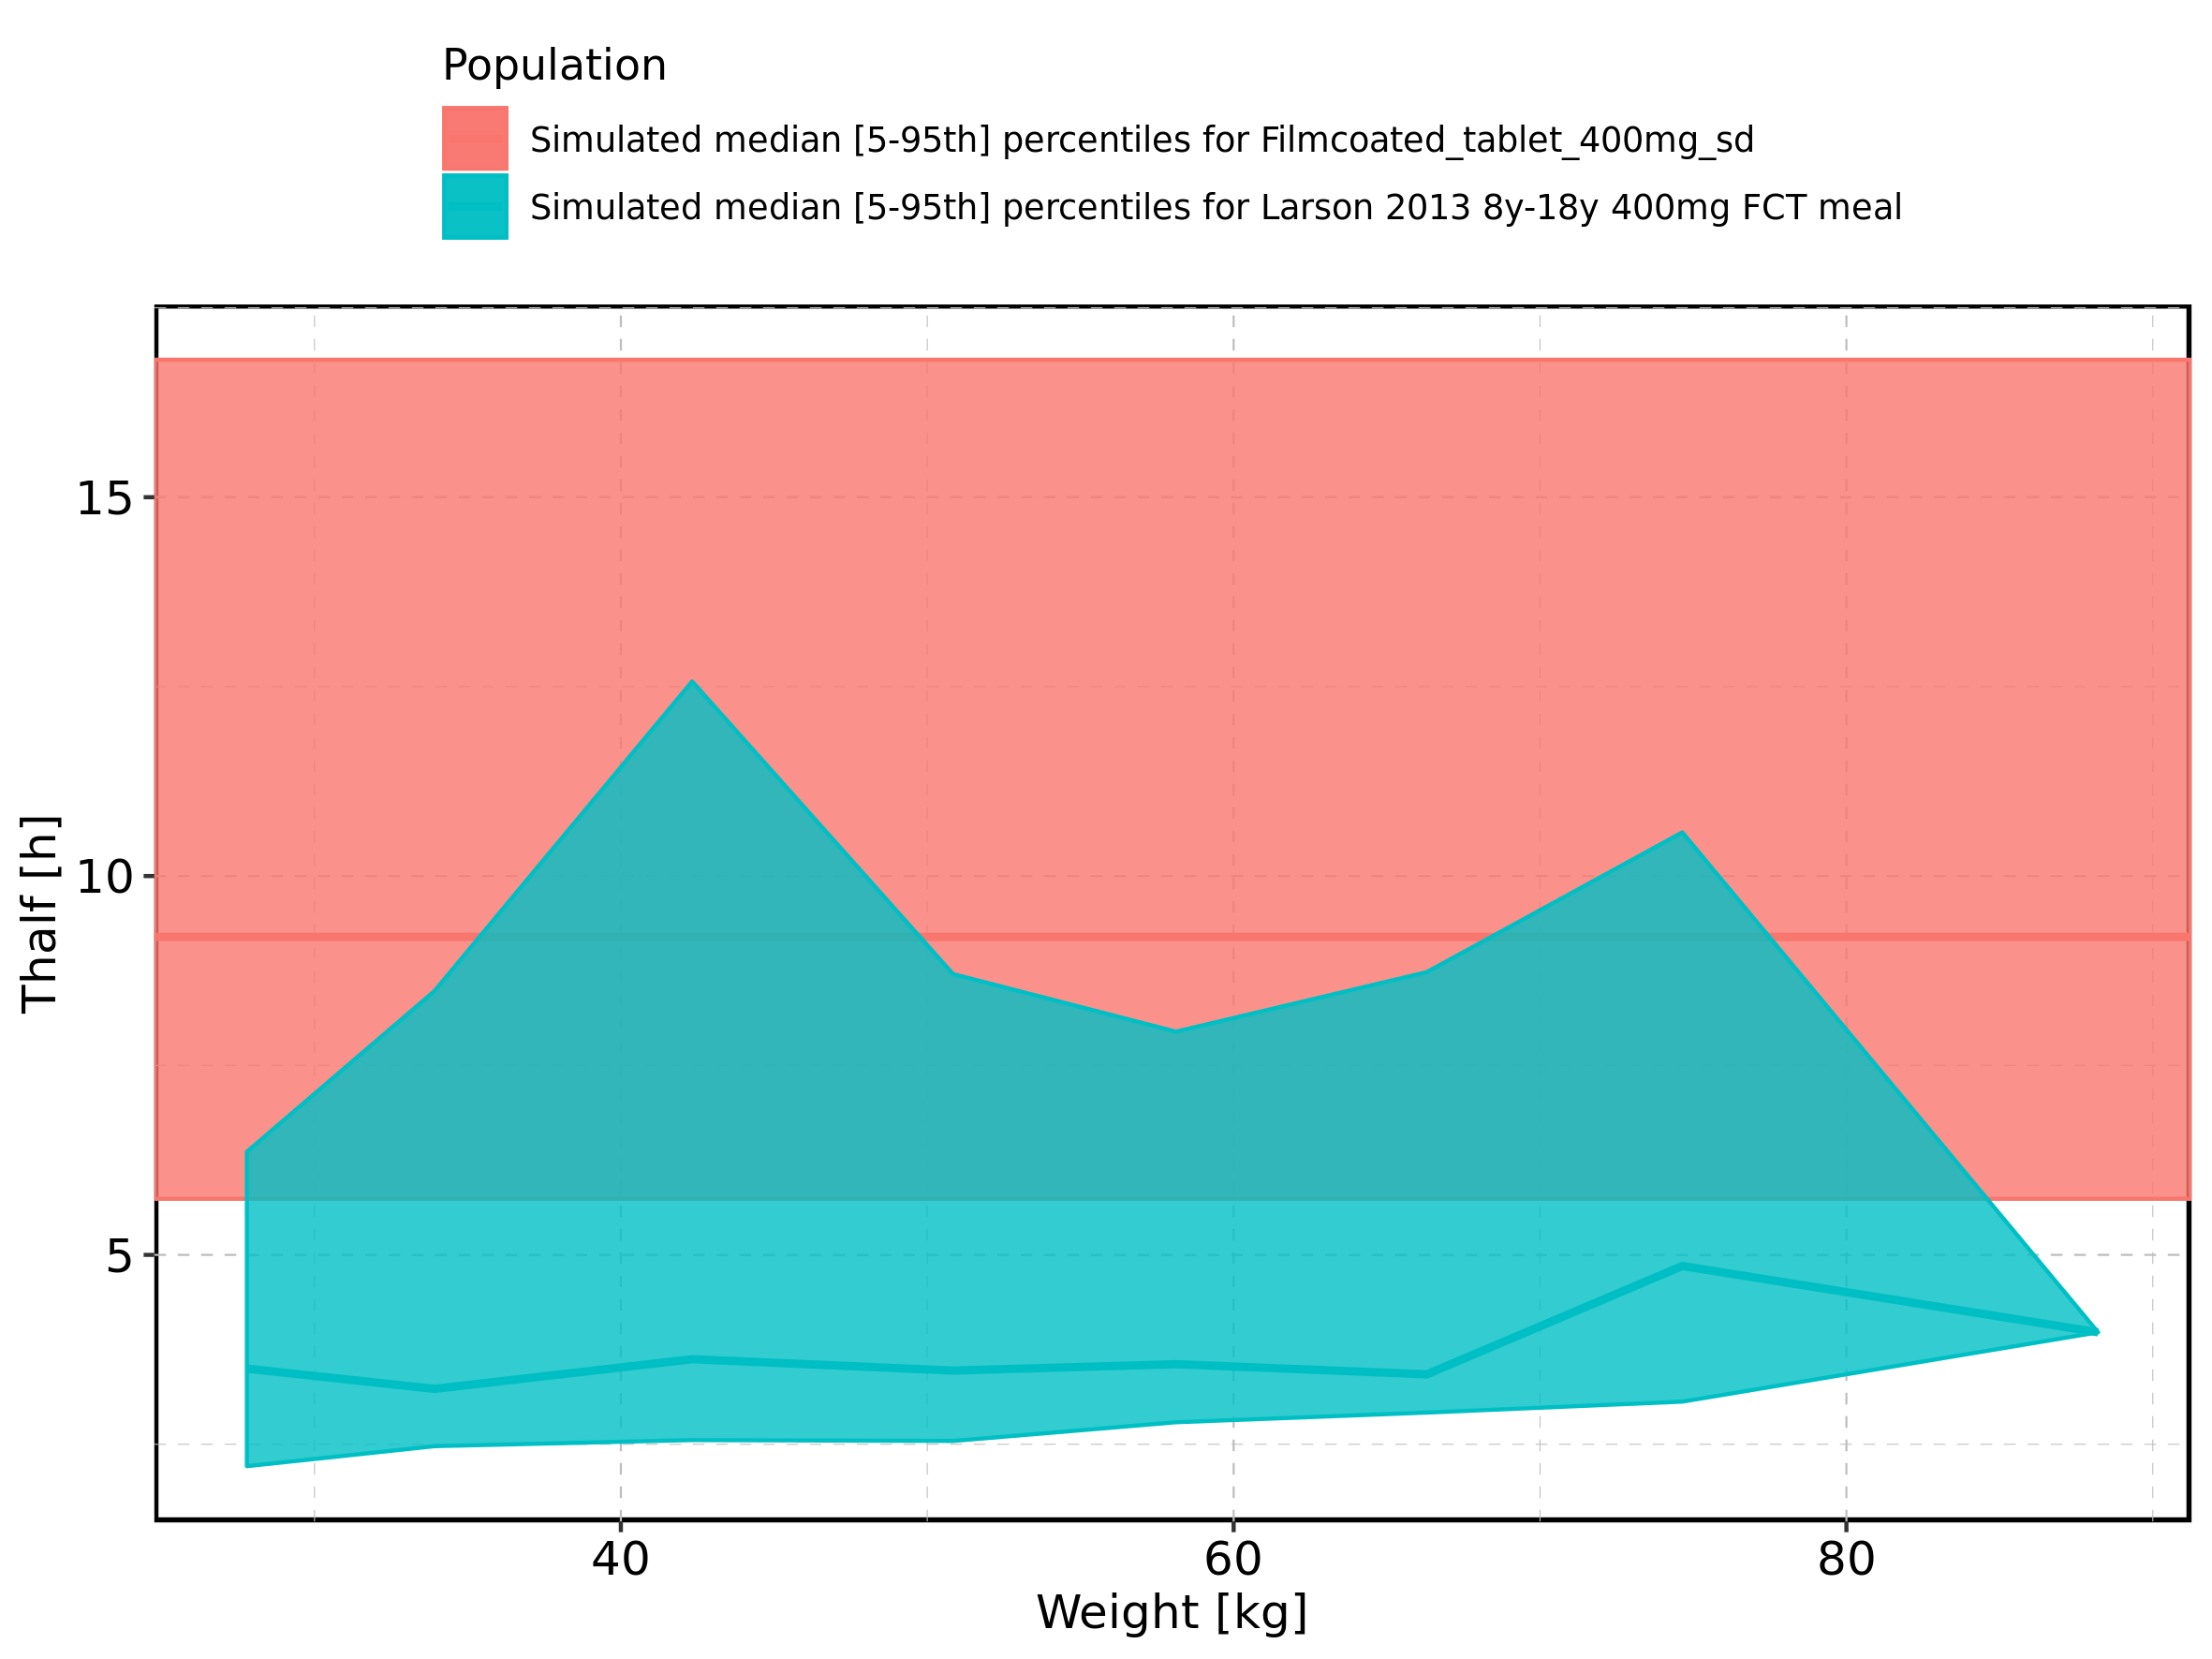 Population
Simulated median [5-95th] percentiles for Filmcoated_tablet_400mg_sd
Simulated median [5-95th] percentiles for Larson 2013 8y-18y 400mg FCT meal
15
10
5
Thalf [h]
40 60 80
Weight [kg]